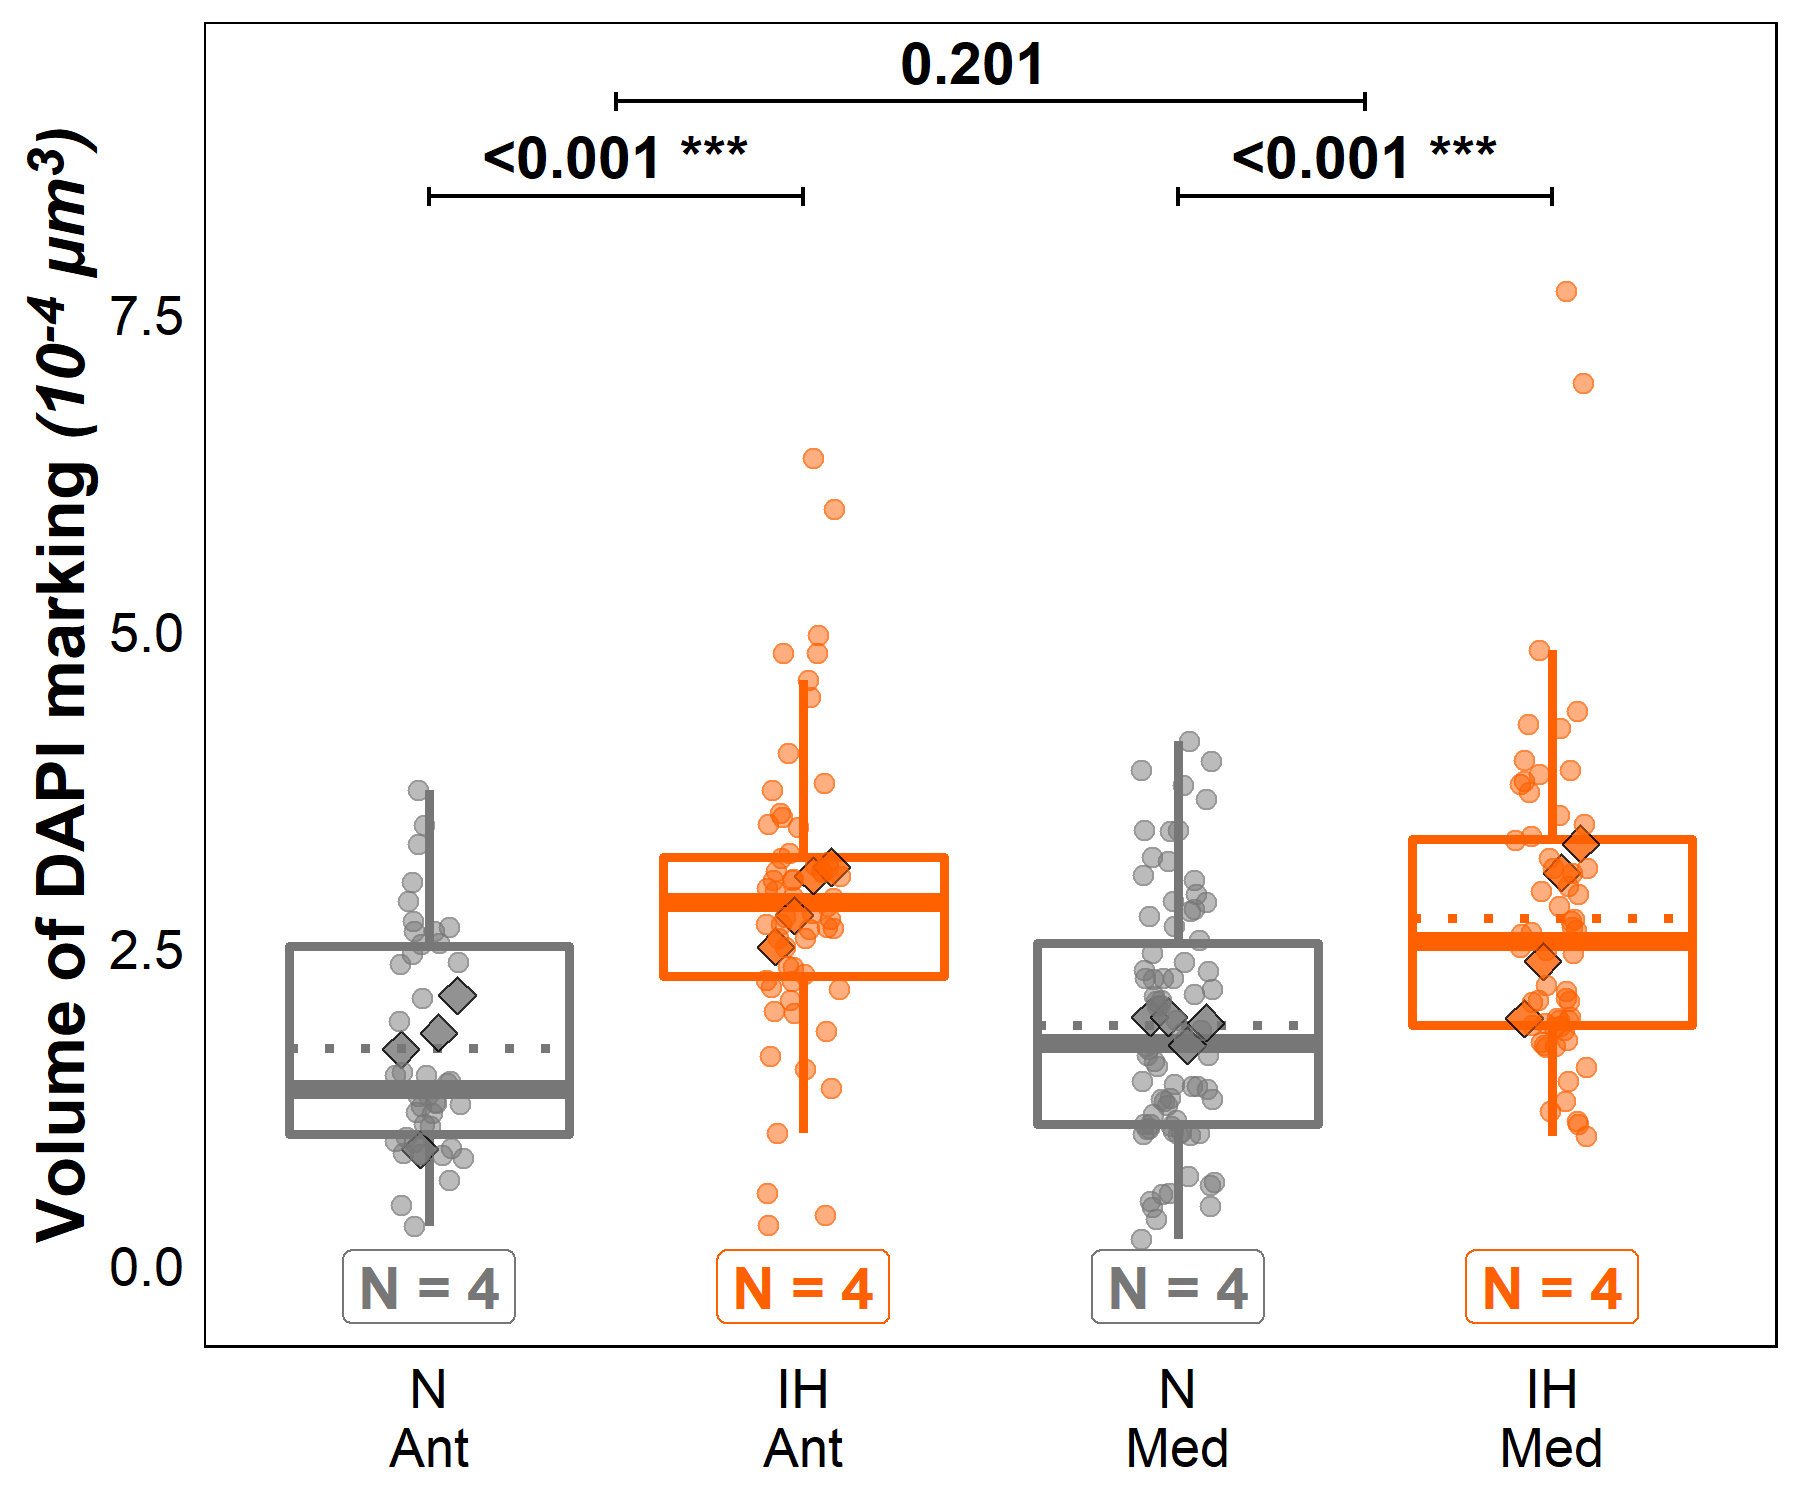 0.201
<0.001 ***
<0.001 ***
Volume of DAPI marking (10⁻⁴ µm³)
7.5
5.0
2.5
0.0
N = 4
N = 4
N = 4
N = 4
N
Ant
IH
Ant
N
Med
IH
Med